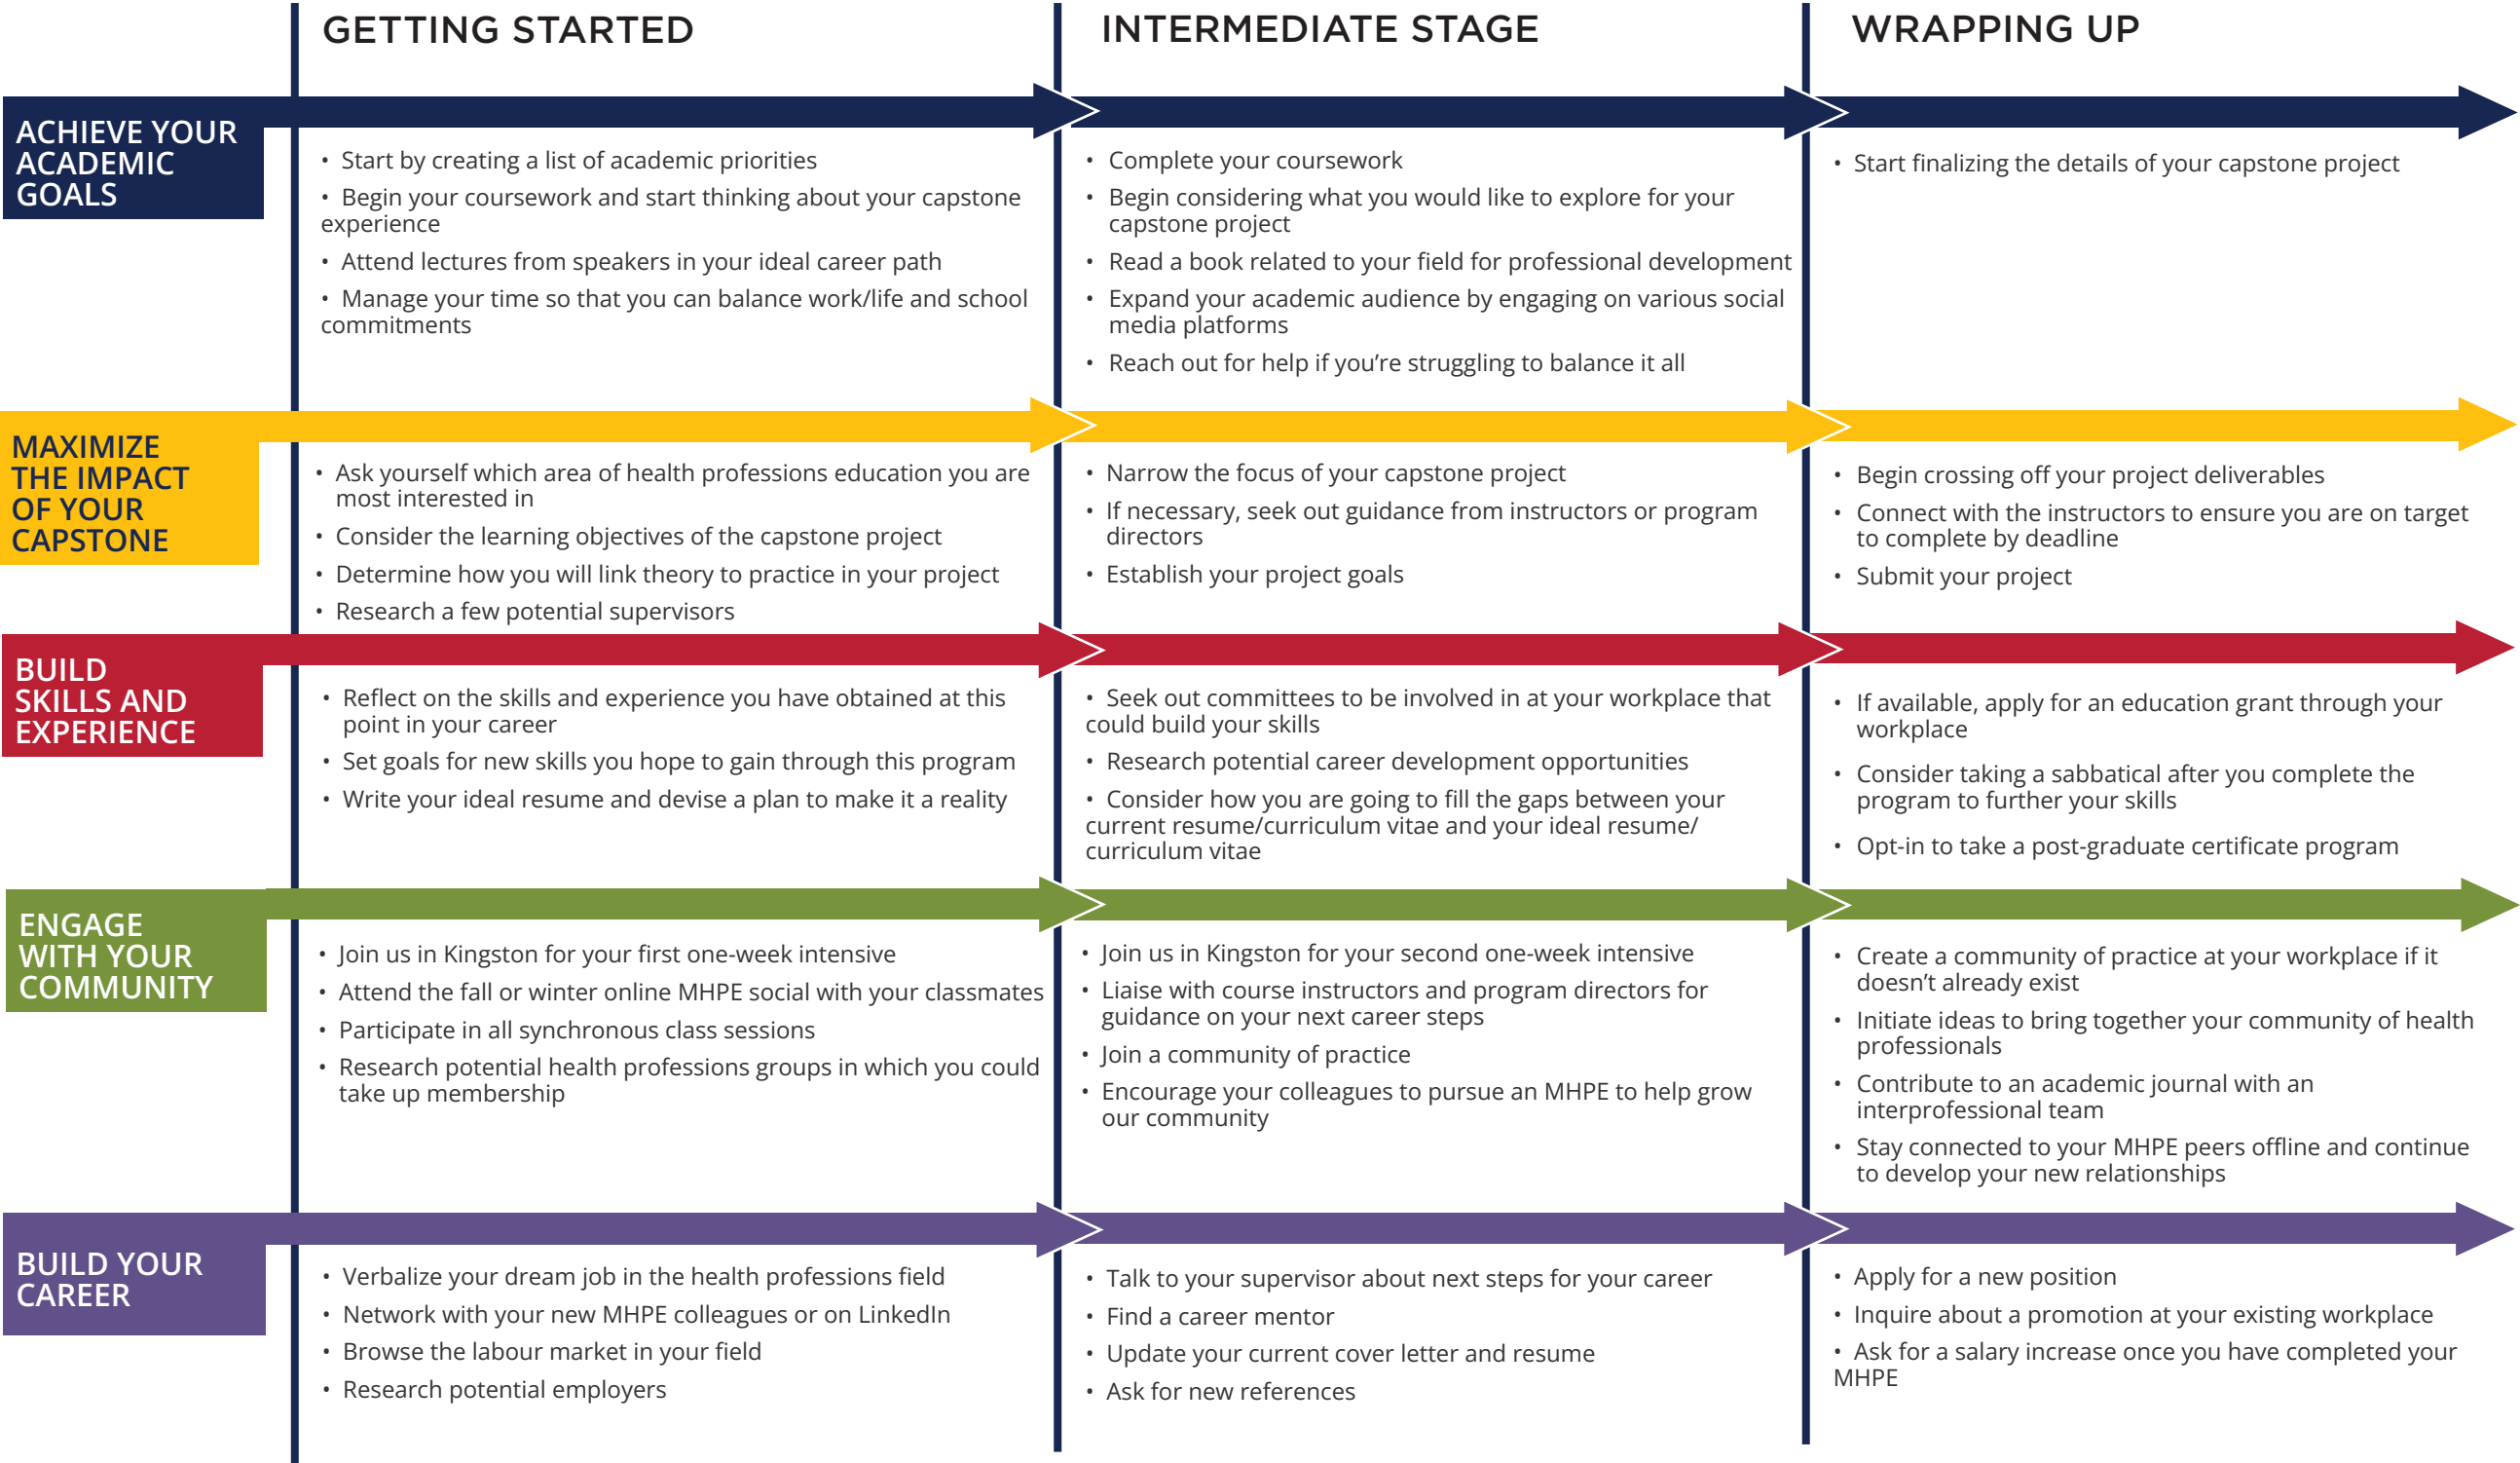 GETTING STARTED
INTERMEDIATE STAGE
WRAPPING UP
ACHIEVE YOUR
ACADEMIC
GOALS
• Start by creating a list of academic priorities
• Begin your coursework and start thinking about your capstone
experience
• Attend lectures from speakers in your ideal career path
• Manage your time so that you can balance work/life and school
commitments
• Complete your coursework
• Begin considering what you would like to explore for your
capstone project
• Read a book related to your field for professional development
• Expand your academic audience by engaging on various social
media platforms
• Reach out for help if you’re struggling to balance it all
• Start finalizing the details of your capstone project
MAXIMIZE
THE IMPACT
OF YOUR
CAPSTONE
• Ask yourself which area of health professions education you are
most interested in
• Consider the learning objectives of the capstone project
• Determine how you will link theory to practice in your project
• Research a few potential supervisors
• Narrow the focus of your capstone project
• If necessary, seek out guidance from instructors or program
directors
• Establish your project goals
• Begin crossing off your project deliverables
• Connect with the instructors to ensure you are on target
to complete by deadline
• Submit your project
BUILD
SKILLS AND
EXPERIENCE
• Reflect on the skills and experience you have obtained at this
point in your career
• Set goals for new skills you hope to gain through this program
• Write your ideal resume and devise a plan to make it a reality
• Seek out committees to be involved in at your workplace that
could build your skills
• Research potential career development opportunities
• Consider how you are going to fill the gaps between your
current resume/curriculum vitae and your ideal resume/
curriculum vitae
• If available, apply for an education grant through your
workplace
• Consider taking a sabbatical after you complete the
program to further your skills
• Opt-in to take a post-graduate certificate program
ENGAGE
WITH YOUR
COMMUNITY
• Join us in Kingston for your first one-week intensive
• Attend the fall or winter online MHPE social with your classmates
• Participate in all synchronous class sessions
• Research potential health professions groups in which you could
take up membership
• Join us in Kingston for your second one-week intensive
• Liaise with course instructors and program directors for
guidance on your next career steps
• Join a community of practice
• Encourage your colleagues to pursue an MHPE to help grow
our community
• Create a community of practice at your workplace if it
doesn’t already exist
• Initiate ideas to bring together your community of health
professionals
• Contribute to an academic journal with an
interprofessional team
• Stay connected to your MHPE peers offline and continue
to develop your new relationships
BUILD YOUR
CAREER
• Verbalize your dream job in the health professions field
• Network with your new MHPE colleagues or on LinkedIn
• Browse the labour market in your field
• Research potential employers
• Talk to your supervisor about next steps for your career
• Find a career mentor
• Update your current cover letter and resume
• Ask for new references
• Apply for a new position
• Inquire about a promotion at your existing workplace
• Ask for a salary increase once you have completed your
MHPE